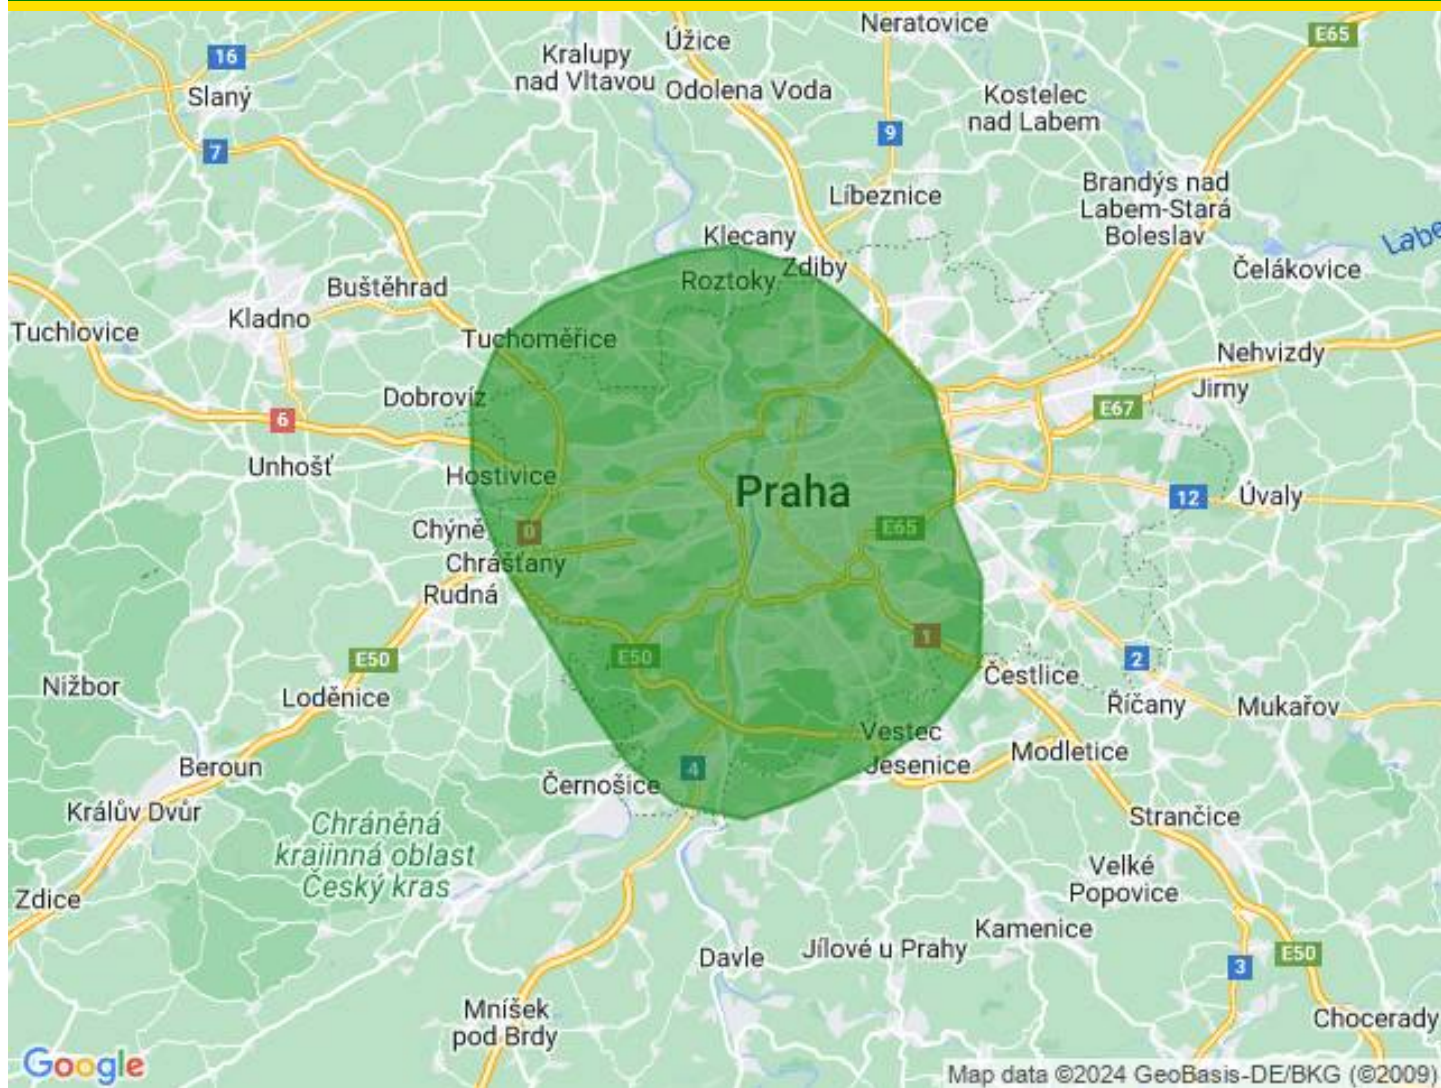 Neratovice
E65
Úžice
Kralupy
nad Vltavou
16
Slaný
Odolena Voda
Kostelec
nad Labem
9
7
Brandýs nad
Labem-Stará
Boleslav
Líbeznice
Labe
Klecany
Zdiby
Čelákovice
Roztoky
Buštěhrad
Kladno
Tuchlovice
Tuchoměřice
Nehvizdy
Jirny
Dobrovíz
E67
6
Unhošť
Hostivice
Praha
12
Úvaly
Chýně
0
E65
Chrášťany
Rudná
1
E50
E50
2
Čestlice
Nižbor
Loděnice
Říčany
Mukařov
Vestec
Modletice
Jesenice
Beroun
4
Černošice
Králův Dvůr
Strančice
Chráněná
krajinná oblast
Český kras
Velké
Popovice
Zdice
Kamenice
Jílové u Prahy
Davle
E50
3
Mníšek
pod Brdy
Chocerady
Google
Map data ©2024 GeoBasis-DE/BKG (©2009)